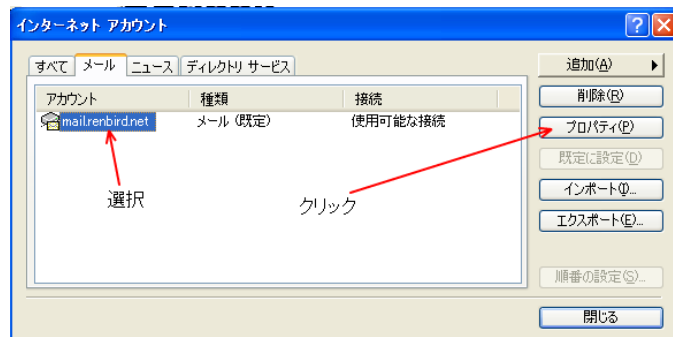 インターネット アカウント
すべて メール ニュース ディレクトリ サービス
追加(A)
アカウント 種類 接続
削除(R)
mail.renbird.net メール (既定) 使用可能な接続
プロパティ(P)
既定に設定(D)
選択
クリック
インポート(I)...
エクスポート(E)...
順番の設定(S)...
閉じる